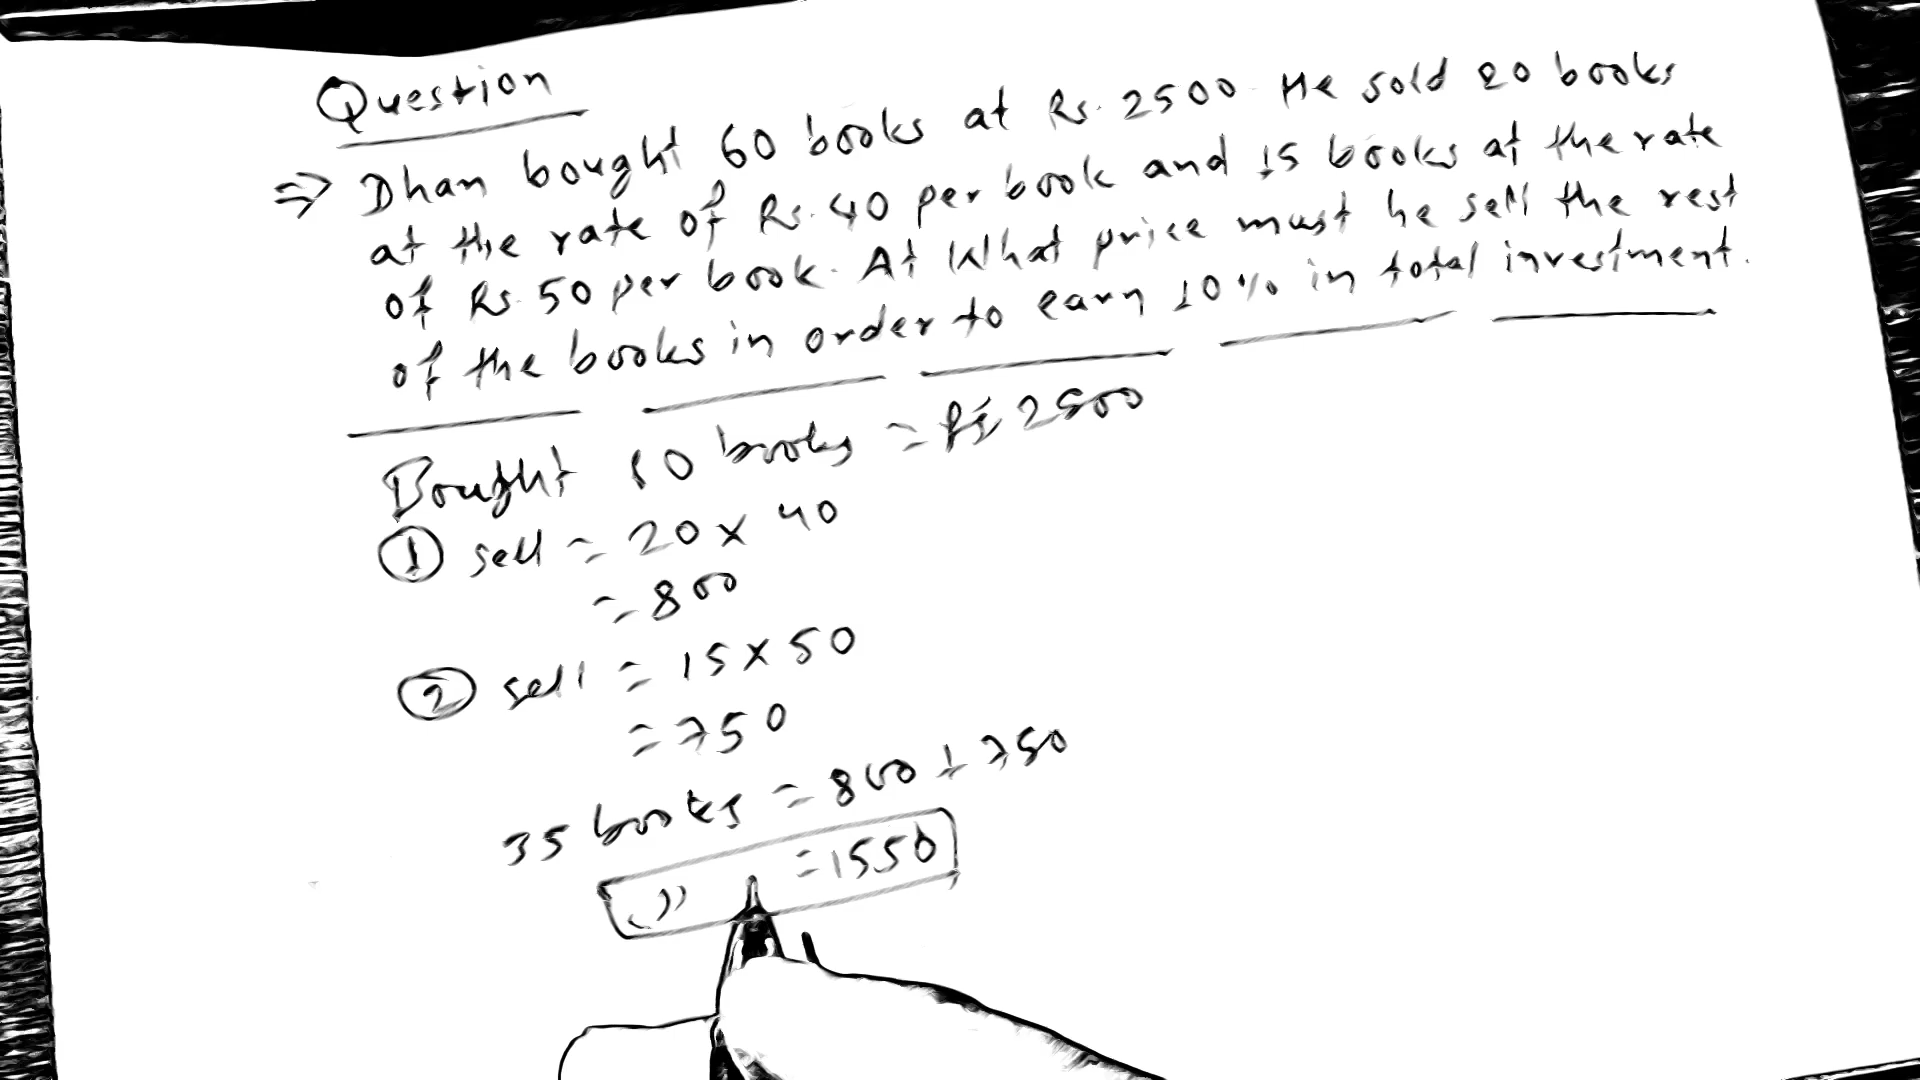 Question
⇒ Dhan bought 60 books at Rs. 2500. He sold 20 books
at the rate of Rs. 40 per book and 15 books at the rate
of Rs. 50 per book. At What price must he sell the rest
of the books in order to earn 10% in total investment.
Bought 60 books = Rs 2500
① sell = 20 x 40
= 800
② sell = 15 x 50
= 750
35 books = 800 + 750
,, = 1550